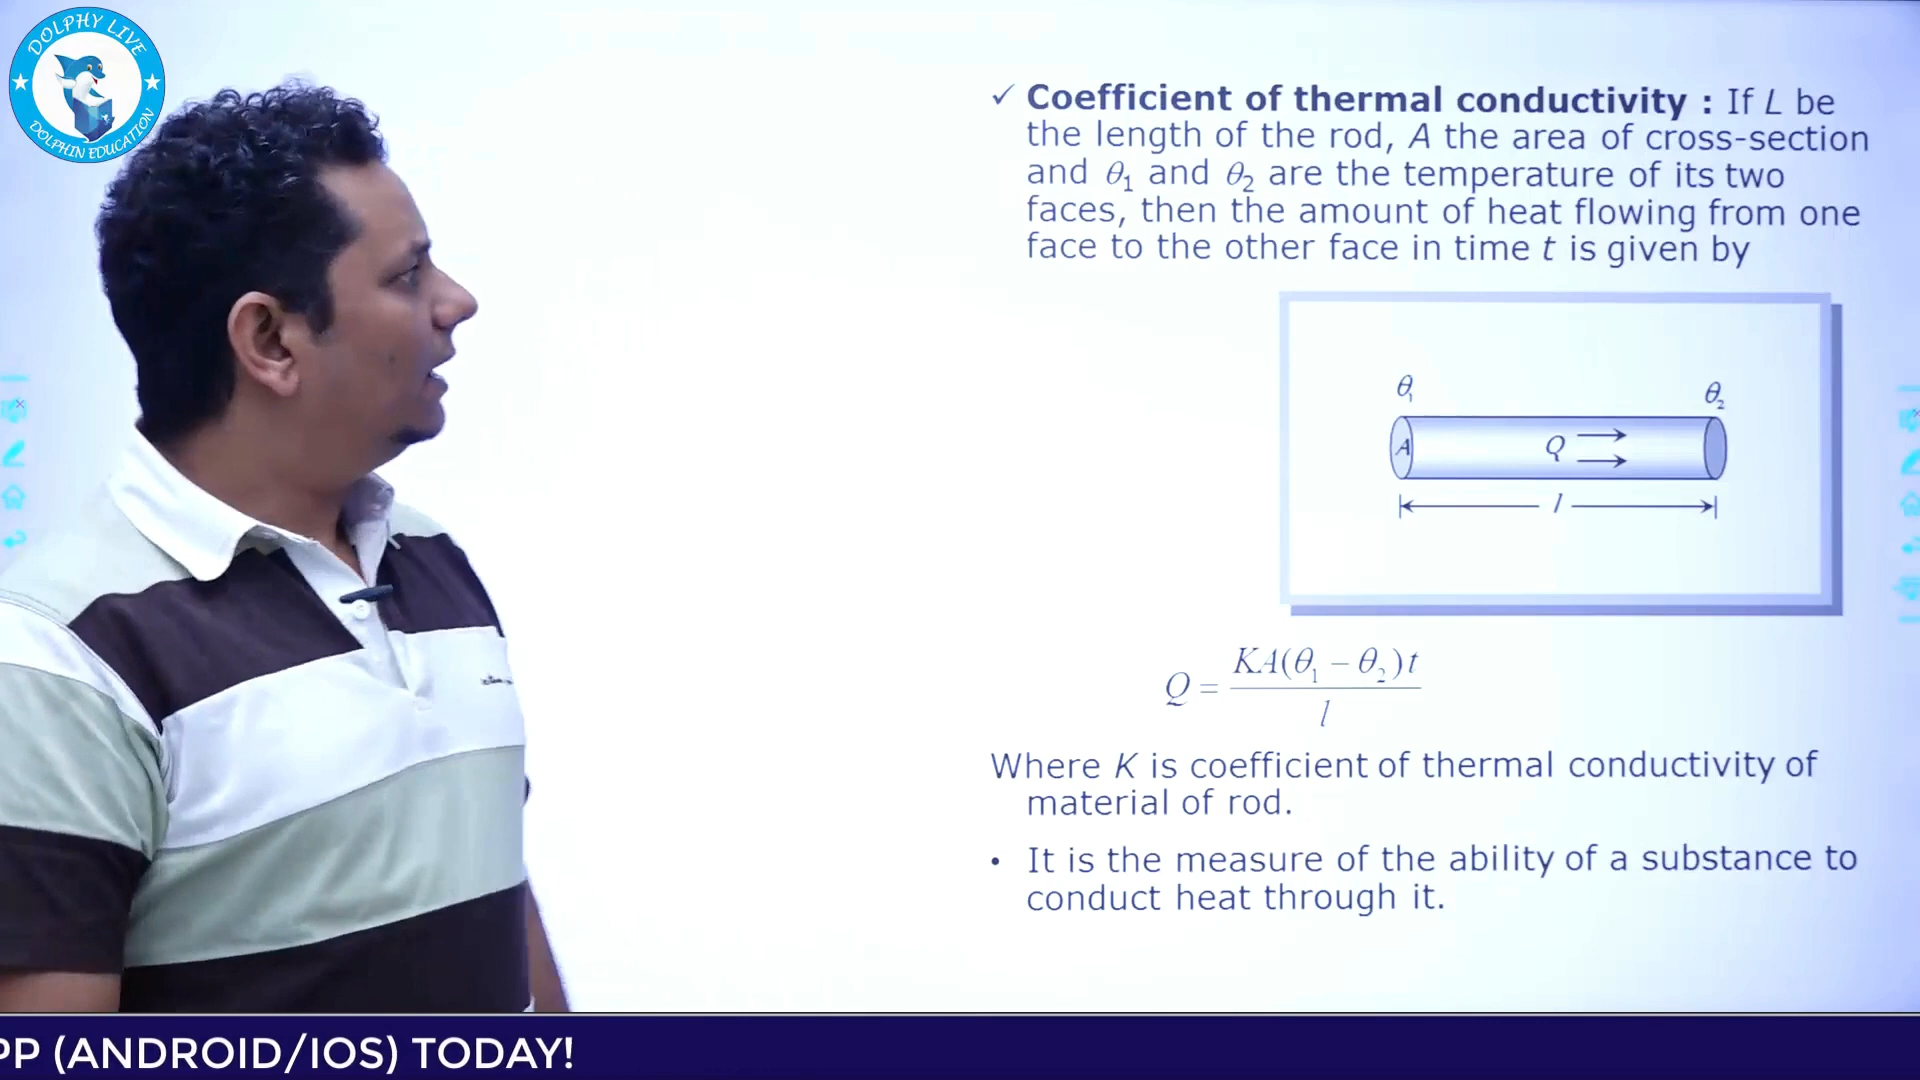 DOLPHY LIVE
DOLPHIN EDUCATION
✓ Coefficient of thermal conductivity : If L be
the length of the rod, A the area of cross-section
and θ₁ and θ₂ are the temperature of its two
faces, then the amount of heat flowing from one
face to the other face in time t is given by
θ₁ θ₂
A Q
l
Q = KA(θ₁ − θ₂)t / l
Where K is coefficient of thermal conductivity of
material of rod.
• It is the measure of the ability of a substance to
conduct heat through it.
PP (ANDROID/IOS) TODAY!